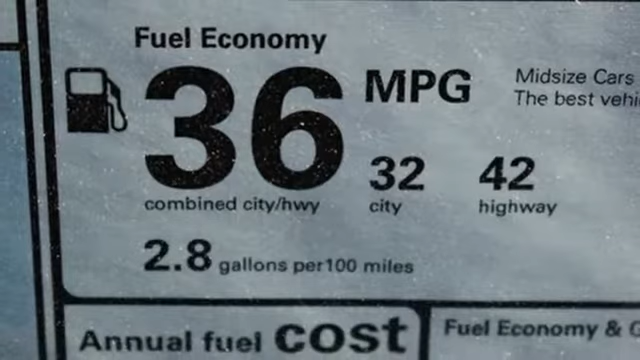 Fuel Economy
36 MPG
Midsize Cars
The best
32 42
combined city/hwy city highway
2.8 gallons per100 miles
Annual fuel cost
Fuel Economy &